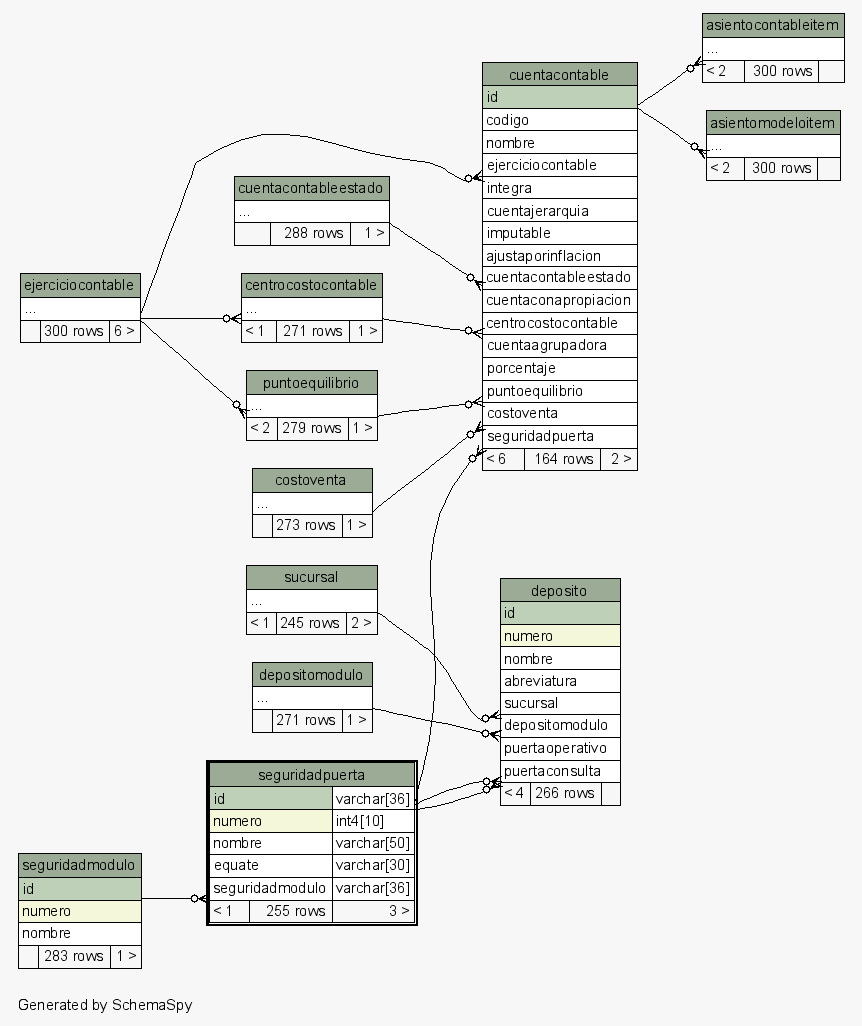 asientocontableitem
...
< 2 300 rows
cuentacontable
id
codigo
nombre
ejerciciocontable
integra
cuentajerarquia
imputable
ajustaporinflacion
cuentacontableestado
cuentaconapropiacion
centrocostocontable
cuentaagrupadora
porcentaje
puntoequilibrio
costoventa
seguridadpuerta
< 6 164 rows 2 >
asientomodeloitem
...
< 2 300 rows
cuentacontableestado
...
288 rows 1 >
ejerciciocontable
...
300 rows 6 >
centrocostocontable
...
< 1 271 rows 1 >
puntoequilibrio
...
< 2 279 rows 1 >
costoventa
...
273 rows 1 >
sucursal
...
< 1 245 rows 2 >
deposito
id
numero
nombre
abreviatura
sucursal
depositomodulo
puertaoperativo
puertaconsulta
< 4 266 rows
depositomodulo
...
271 rows 1 >
seguridadpuerta
id varchar[36]
numero int4[10]
nombre varchar[50]
equate varchar[30]
seguridadmodulo varchar[36]
< 1 255 rows 3 >
seguridadmodulo
id
numero
nombre
283 rows 1 >
Generated by SchemaSpy